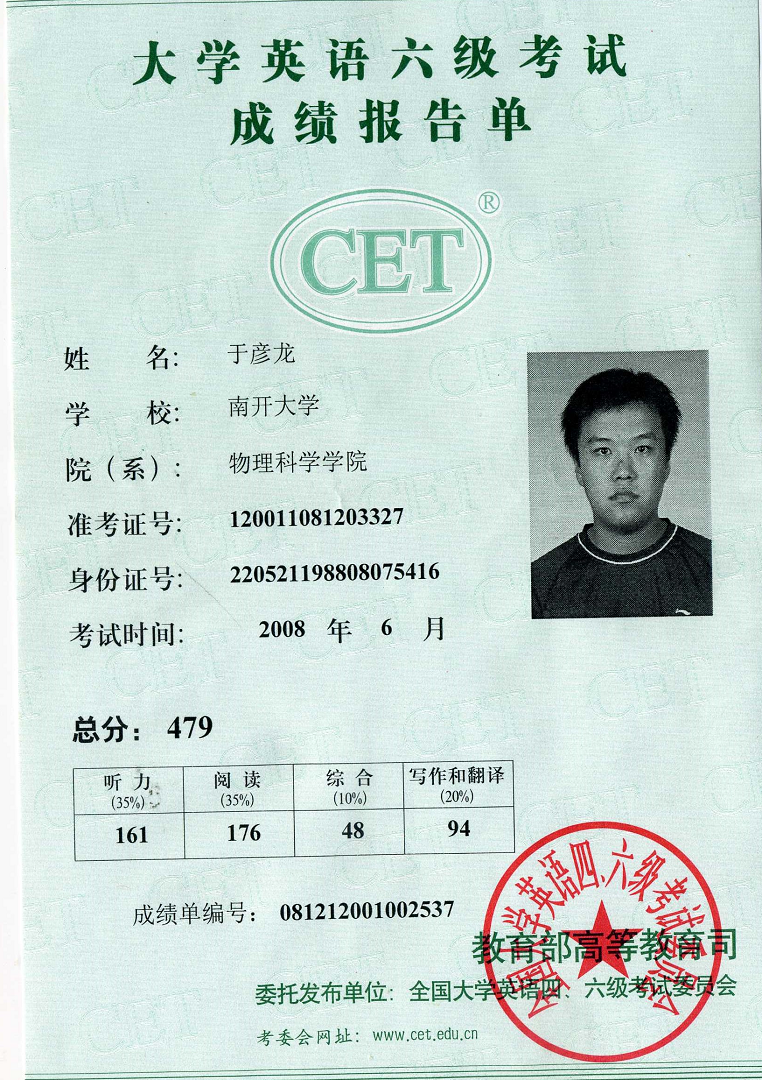 大学英语六级考试
成绩报告单
CET®
姓 名: 于彦龙
学 校: 南开大学
院（系）: 物理科学学院
准考证号: 120011081203327
身份证号: 220521198808075416
考试时间: 2008 年 6 月
总分: 479
听力 阅读 综合 写作和翻译
(35%) (35%) (10%) (20%)
161 176 48 94
成绩单编号: 081212001002537
全国大学英语四、六级考试委员会
教育部高等教育司
委托发布单位: 全国大学英语四、六级考试委员会
考委会网址: www.cet.edu.cn